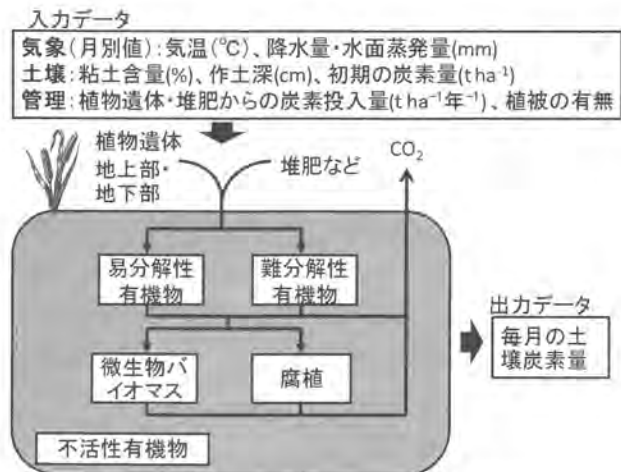 入力データ
気象(月別値):気温(℃)、降水量・水面蒸発量(mm)
土壌:粘土含量(%)、作土深(cm)、初期の炭素量(t ha⁻¹)
管理:植物遺体・堆肥からの炭素投入量(t ha⁻¹年⁻¹)、植被の有無
植物遺体
地上部・
地下部
堆肥など
CO₂
易分解性
有機物
難分解性
有機物
微生物バ
イオマス
腐植
不活性有機物
出力データ
毎月の土
壌炭素量